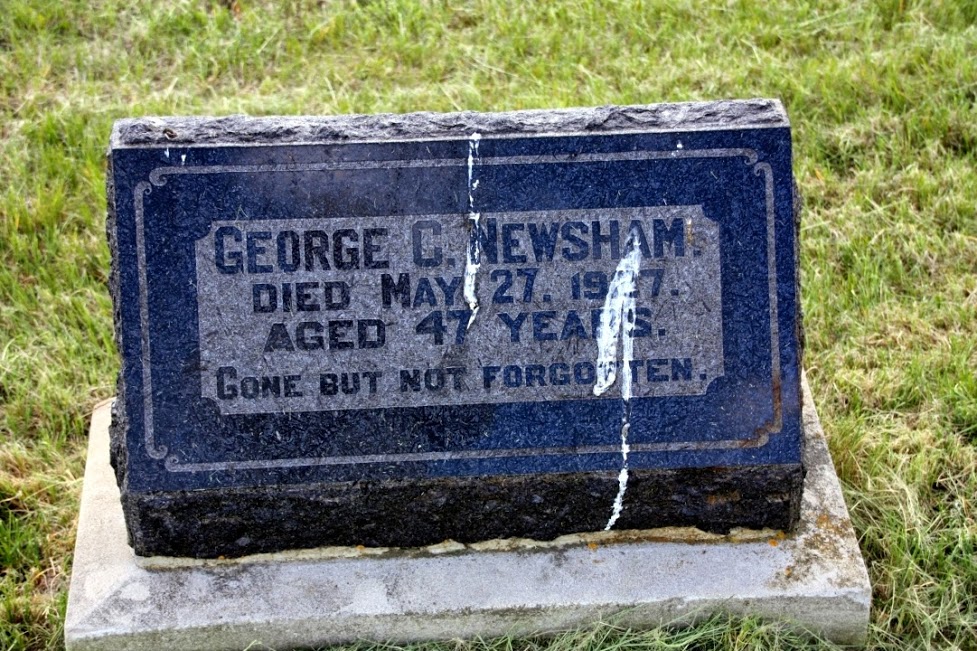 GEORGE C. NEWSHAM.
DIED MAY 27.
AGED 47 YEARS.
GONE BUT NOT FORGOTTEN.